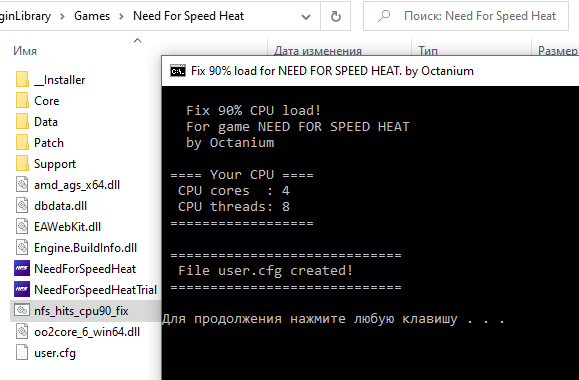 ginLibrary > Games > Need For Speed Heat
Поиск: Need For Speed Heat
Имя
Дата изменения
Тип
Размер
__Installer
Core
Data
Patch
Support
amd_ags_x64.dll
dbdata.dll
EAWebKit.dll
Engine.BuildInfo.dll
NeedForSpeedHeat
NeedForSpeedHeatTrial
nfs_hits_cpu90_fix
oo2core_6_win64.dll
user.cfg
C:\. Fix 90% load for NEED FOR SPEED HEAT. by Octanium
Fix 90% CPU load!
For game NEED FOR SPEED HEAT
by Octanium
==== Your CPU ====
CPU cores : 4
CPU threads: 8
==================
=============================
File user.cfg created!
=============================
Для продолжения нажмите любую клавишу . . .